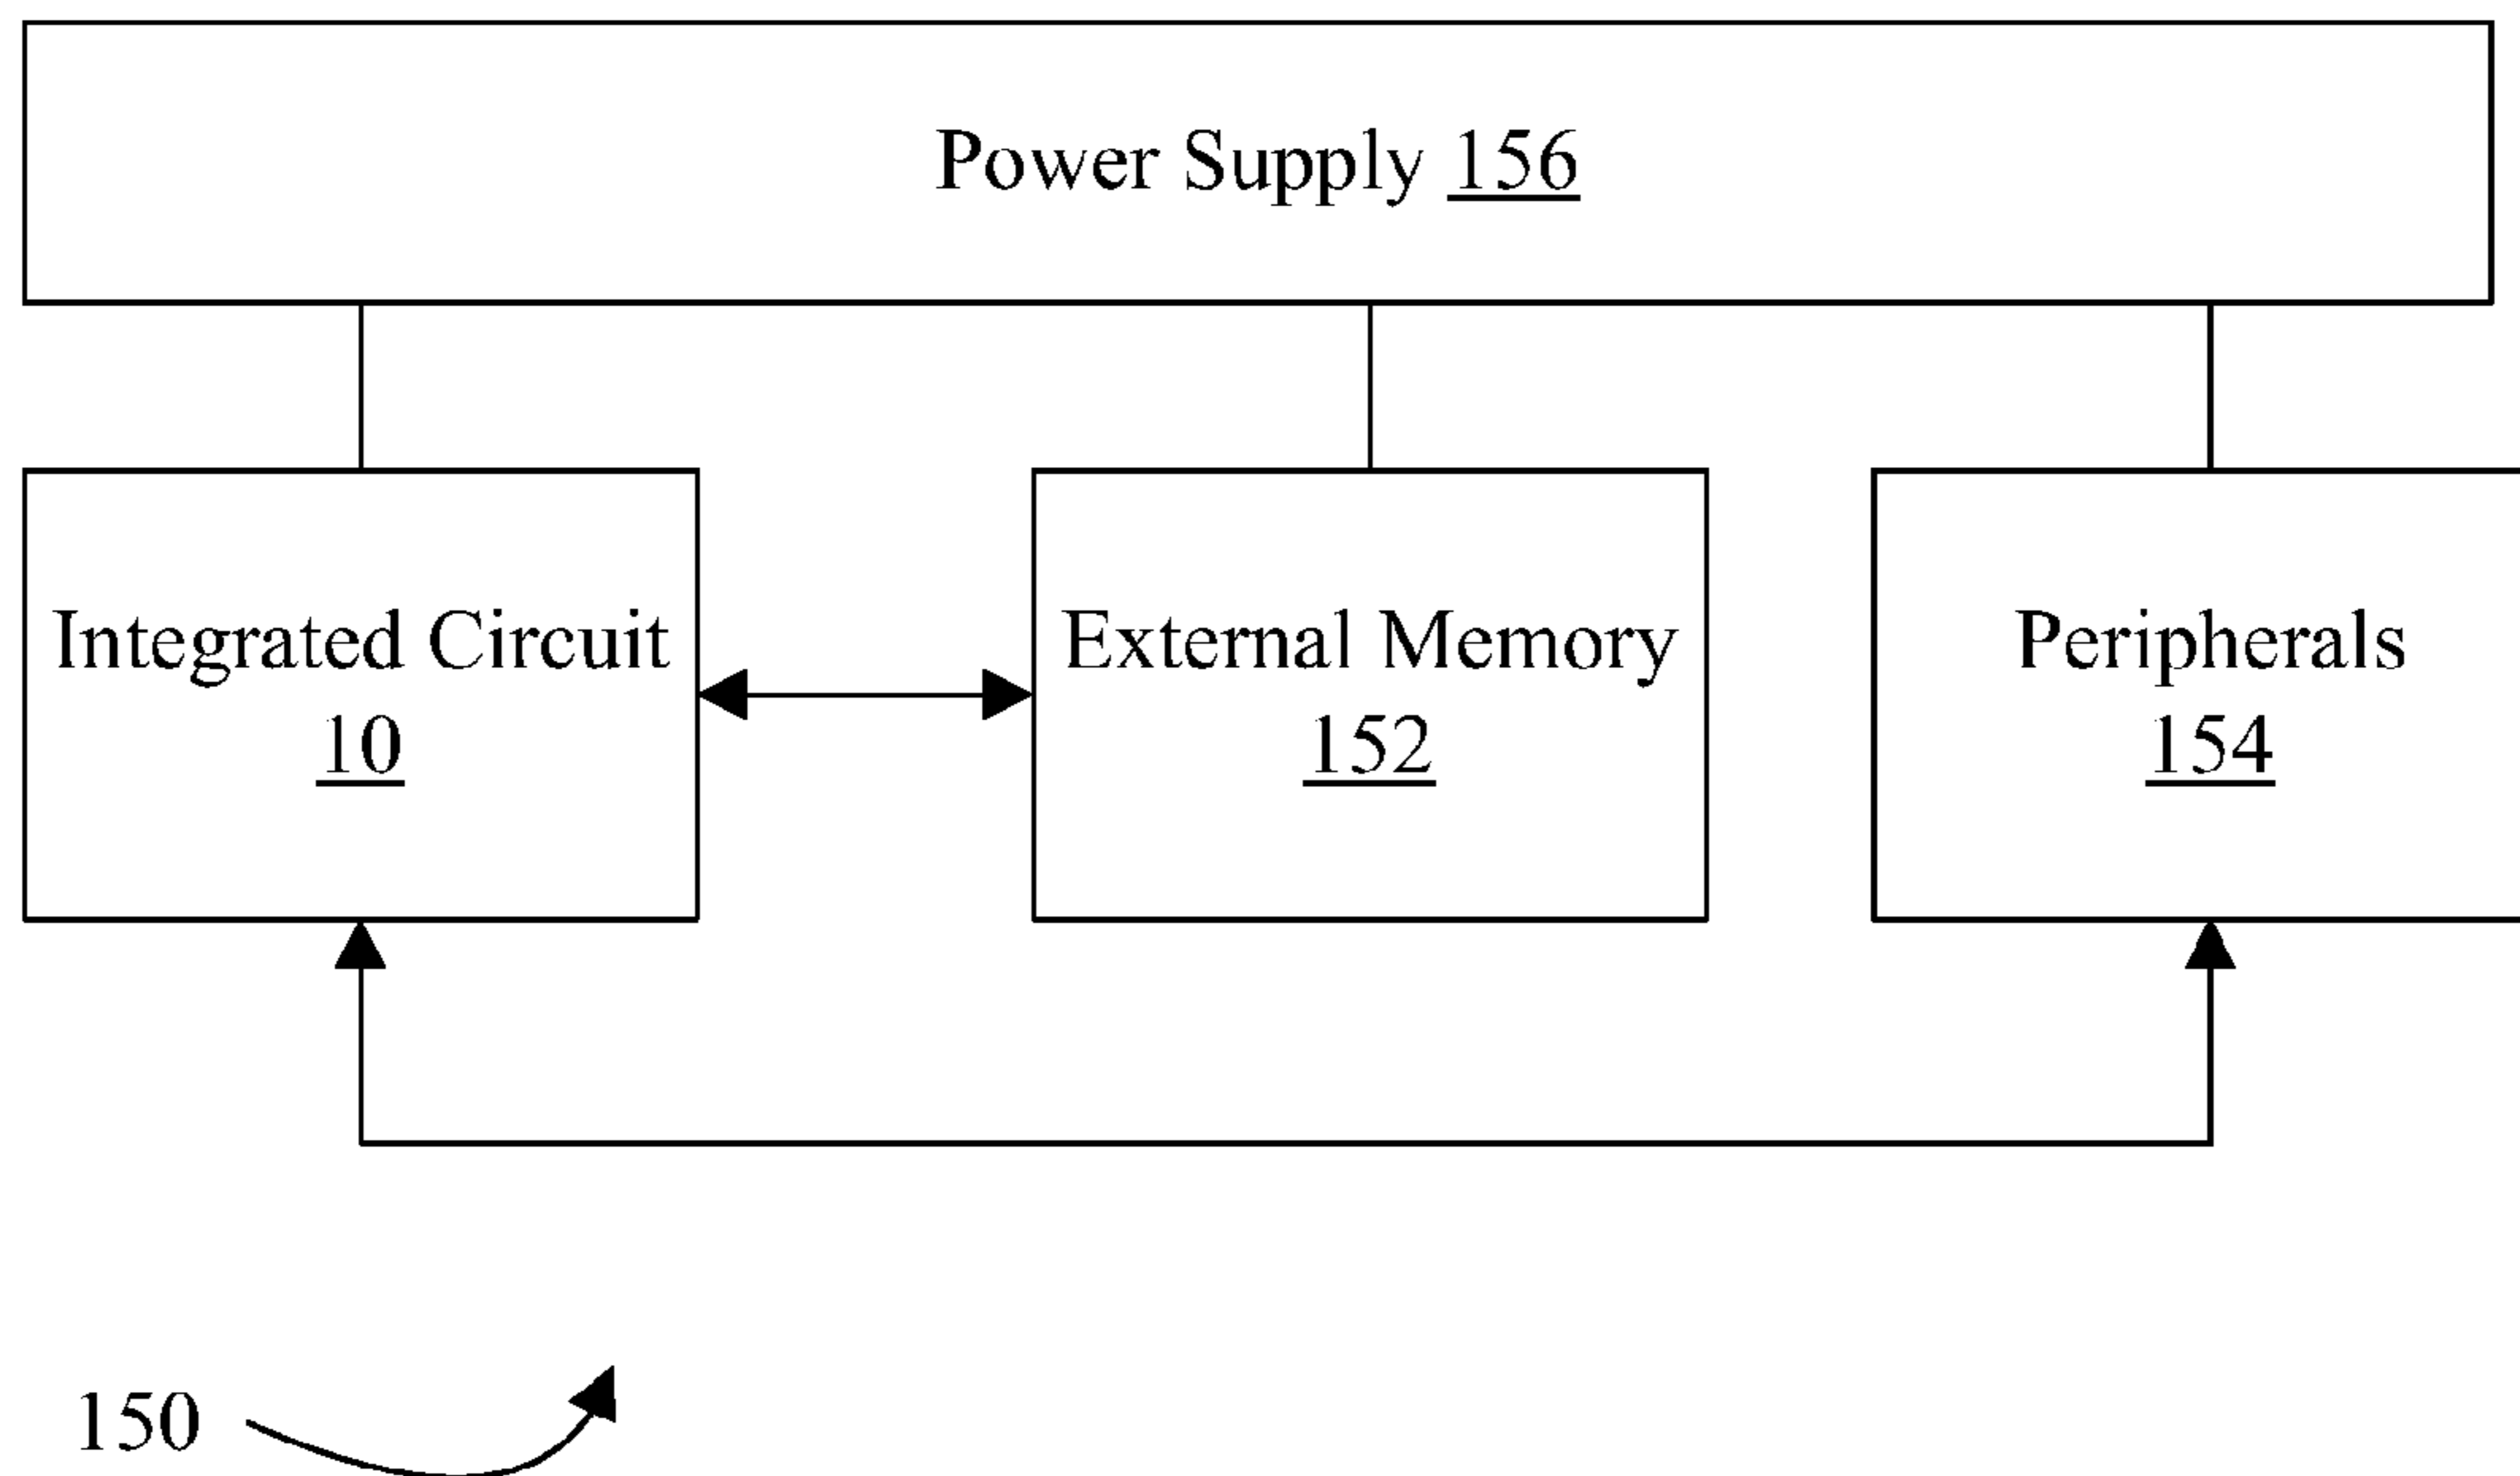 Power Supply 156
Integrated Circuit
10
External Memory
152
Peripherals
154
150